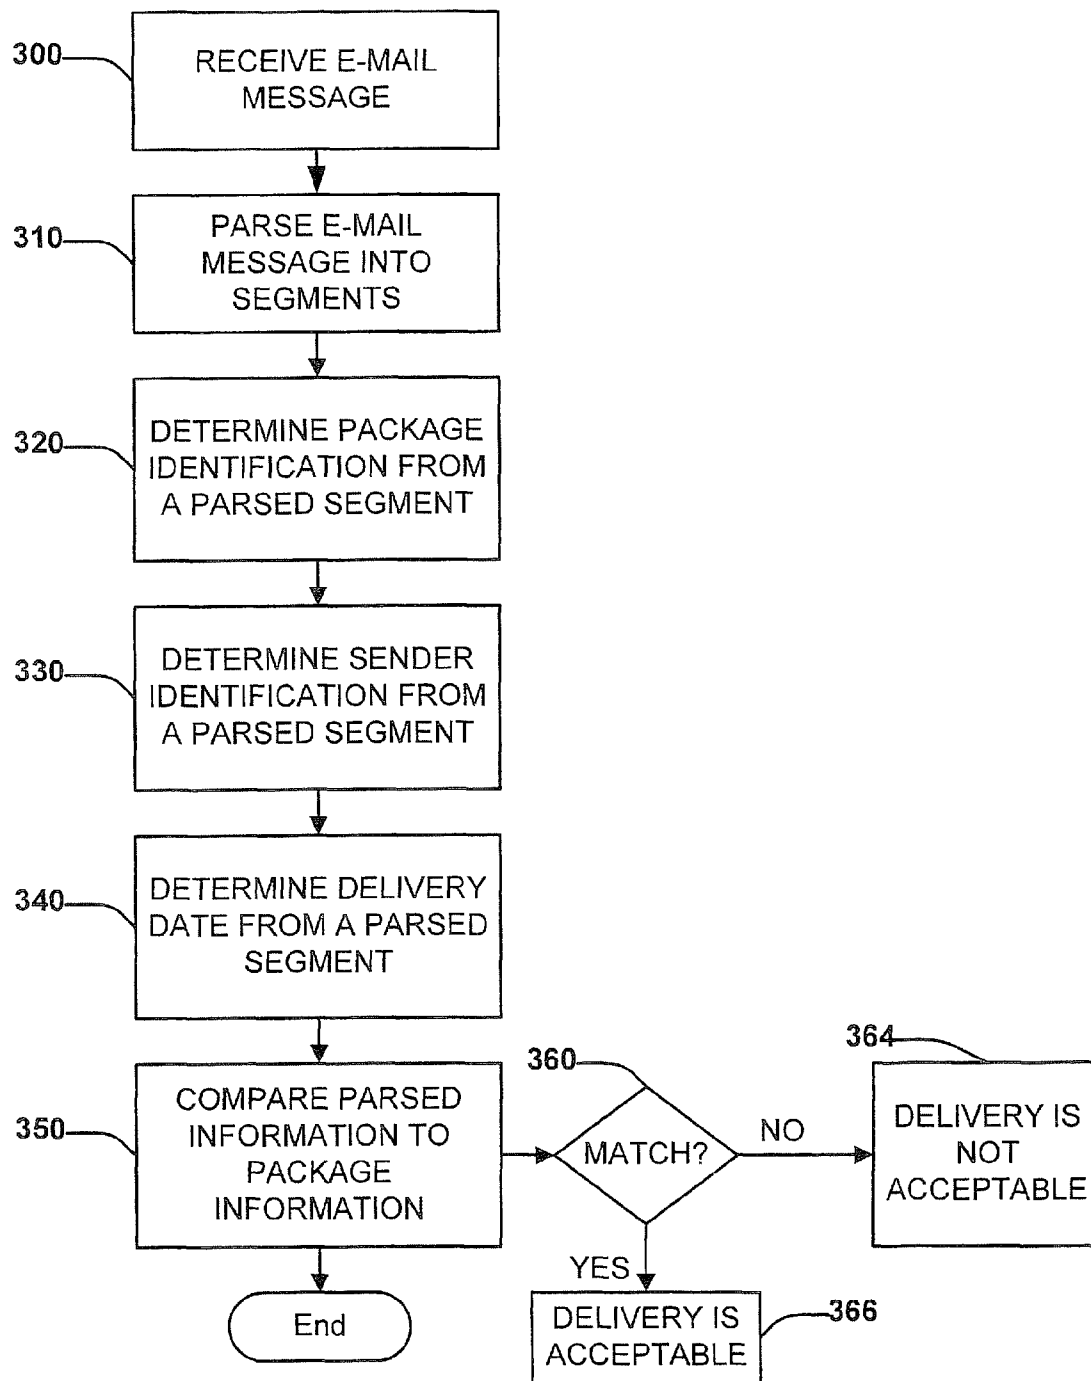 300
RECEIVE E-MAIL
MESSAGE
310
PARSE E-MAIL
MESSAGE INTO
SEGMENTS
320
DETERMINE PACKAGE
IDENTIFICATION FROM
A PARSED SEGMENT
330
DETERMINE SENDER
IDENTIFICATION FROM
A PARSED SEGMENT
340
DETERMINE DELIVERY
DATE FROM A PARSED
SEGMENT
350
COMPARE PARSED
INFORMATION TO
PACKAGE
INFORMATION
360
MATCH?
NO
364
DELIVERY IS
NOT
ACCEPTABLE
YES
366
DELIVERY IS
ACCEPTABLE
End